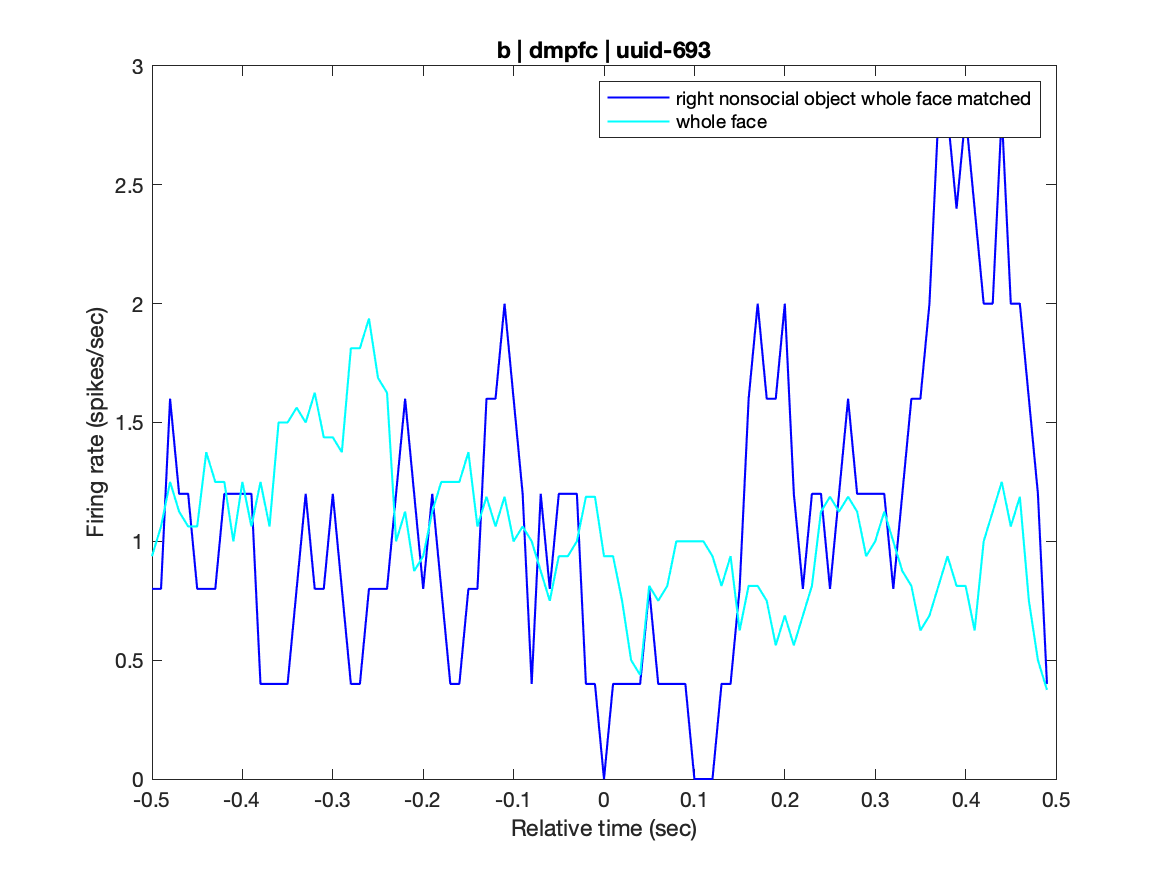 b | dmpfc | uuid-693
right nonsocial object whole face matched
whole face
3
2.5
2
1.5
1
0.5
0
Firing rate (spikes/sec)
-0.5 -0.4 -0.3 -0.2 -0.1 0 0.1 0.2 0.3 0.4 0.5
Relative time (sec)